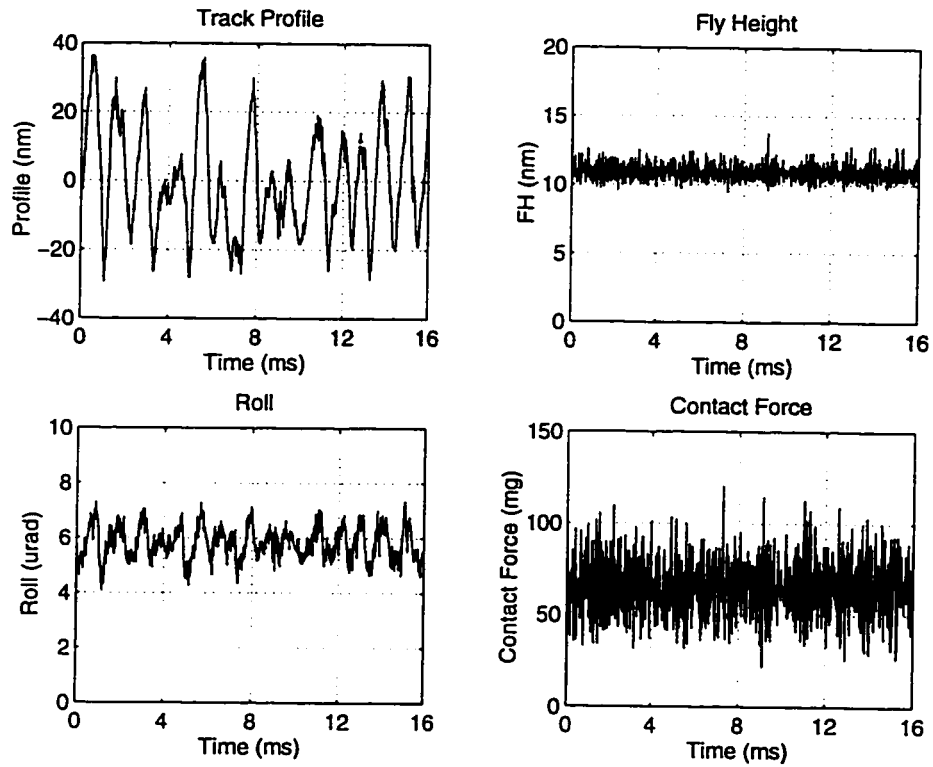 Track Profile
40
20
0
−20
−40
Profile (nm)
0 4 8 12 16
Time (ms)
Fly Height
20
15
10
5
0
FH (nm)
0 4 8 12 16
Time (ms)
Roll
10
8
6
4
2
0
Roll (urad)
0 4 8 12 16
Time (ms)
Contact Force
150
100
50
0
Contact Force (mg)
0 4 8 12 16
Time (ms)